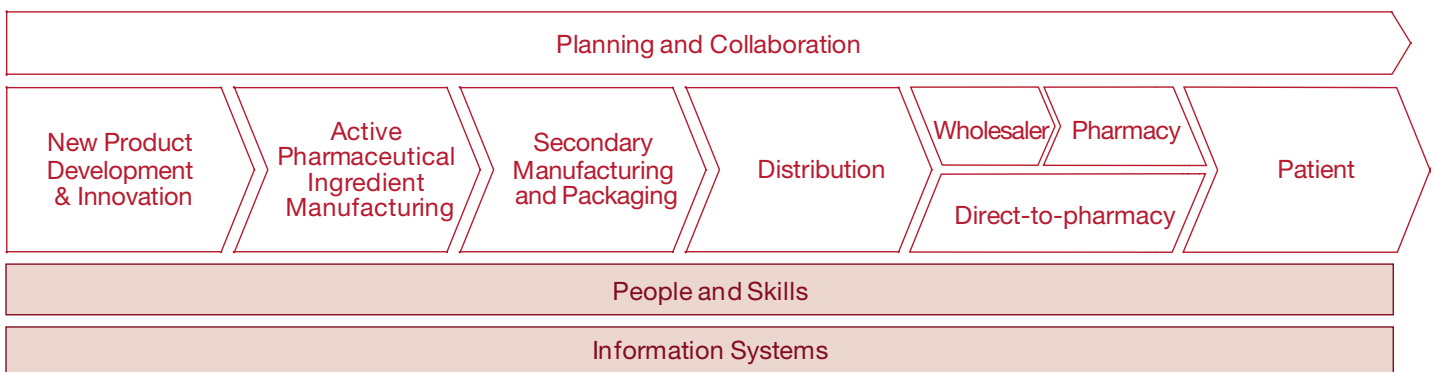 Planning and Collaboration
New Product
Development
& Innovation
Active
Pharmaceutical
Ingredient
Manufacturing
Secondary
Manufacturing
and Packaging
Distribution
Wholesaler
Pharmacy
Direct-to-pharmacy
Patient
People and Skills
Information Systems